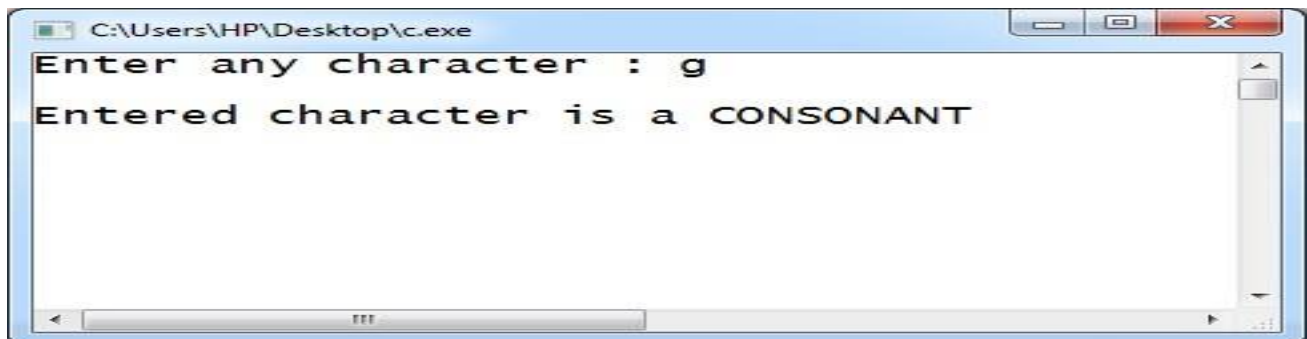 C:\Users\HP\Desktop\c.exe
Enter any character : g
Entered character is a CONSONANT